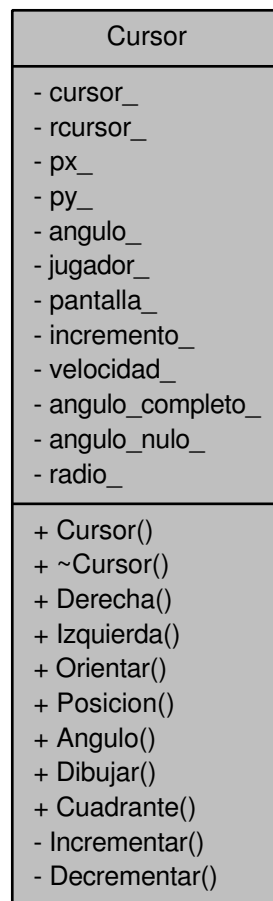 Cursor
- cursor_
- rcursor_
- px_
- py_
- angulo_
- jugador_
- pantalla_
- incremento_
- velocidad_
- angulo_completo_
- angulo_nulo_
- radio_
+ Cursor()
+ ~Cursor()
+ Derecha()
+ Izquierda()
+ Orientar()
+ Posicion()
+ Angulo()
+ Dibujar()
+ Cuadrante()
- Incrementar()
- Decrementar()